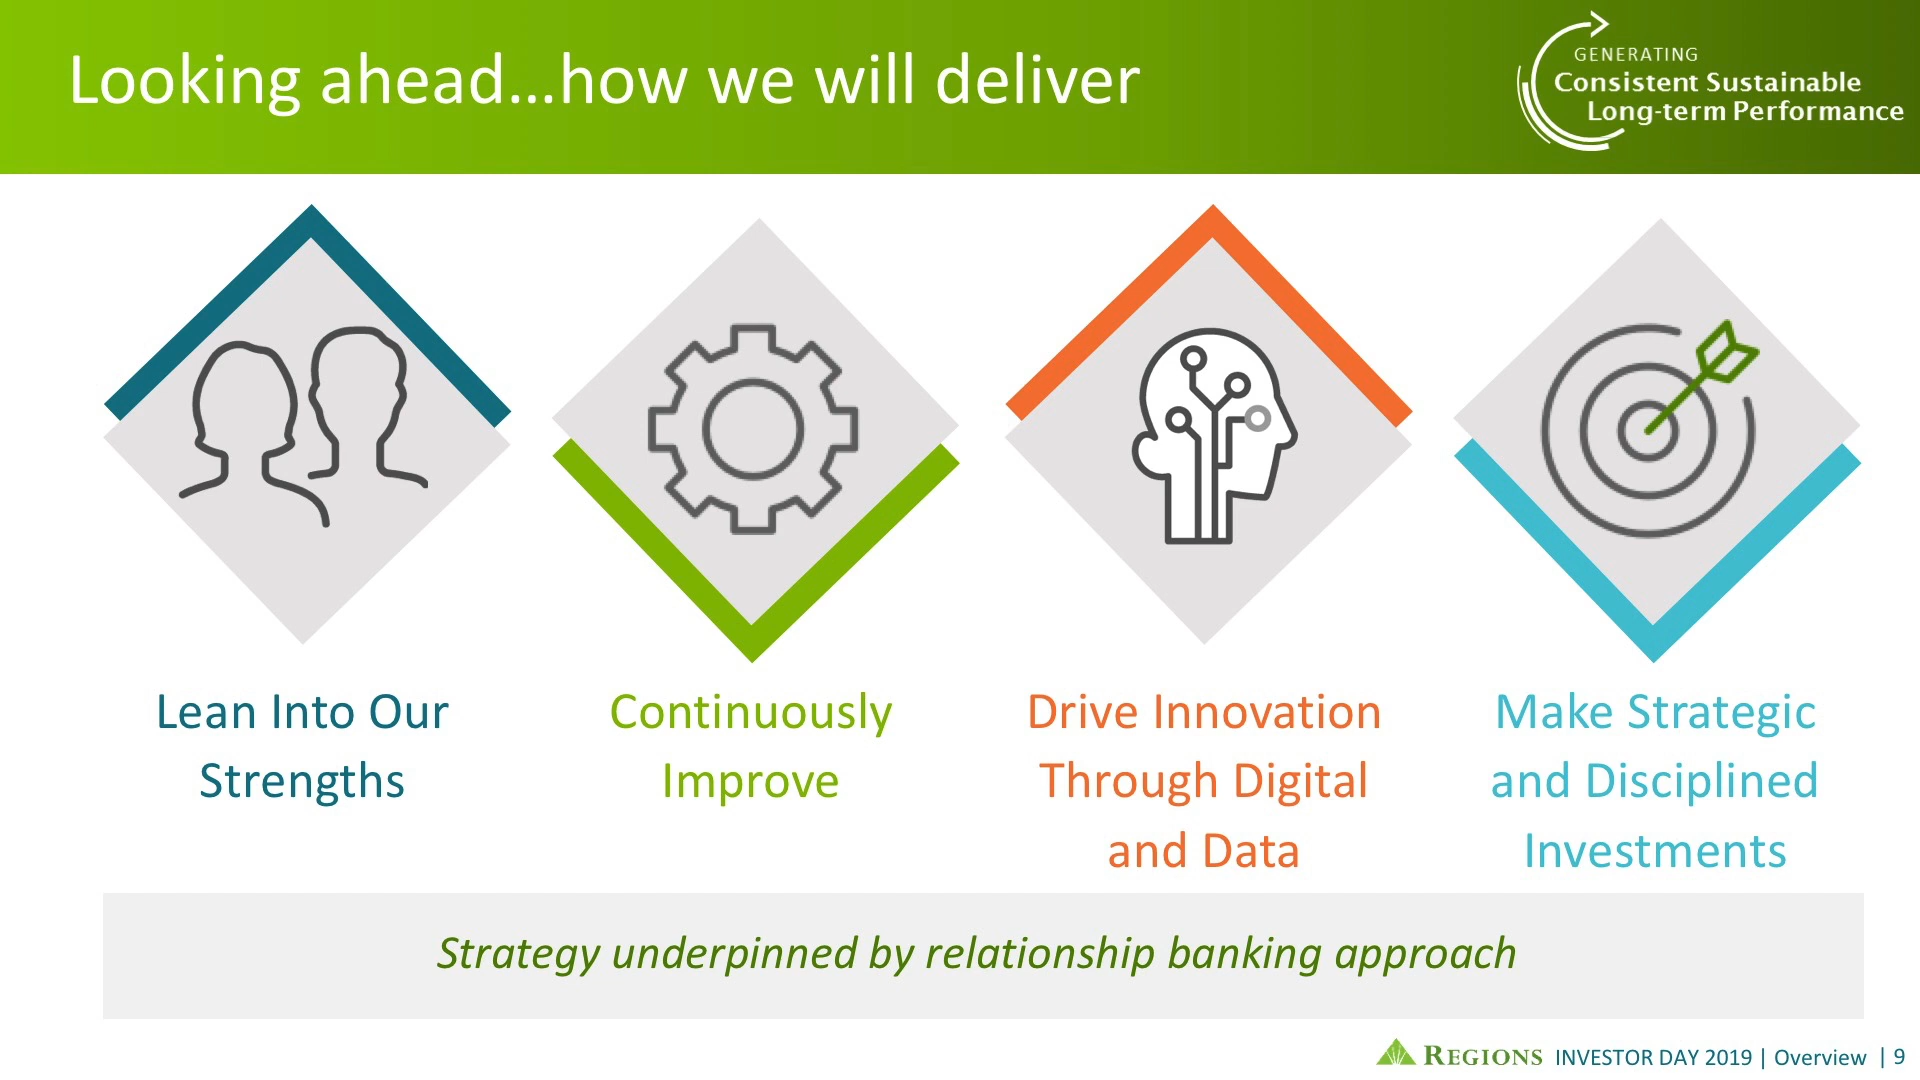 Looking ahead…how we will deliver
GENERATING
Consistent Sustainable
Long-term Performance
Lean Into Our
Strengths
Continuously
Improve
Drive Innovation
Through Digital
and Data
Make Strategic
and Disciplined
Investments
Strategy underpinned by relationship banking approach
REGIONS INVESTOR DAY 2019 | Overview | 9